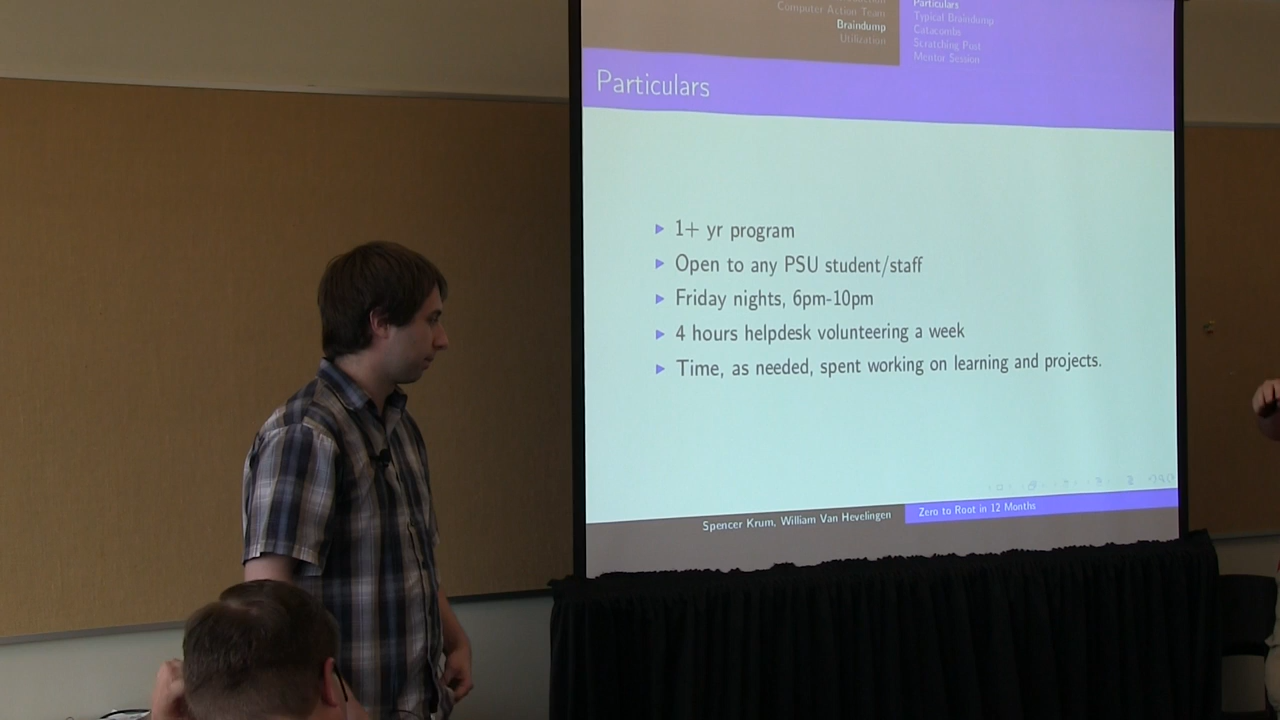 Computer Action Team
Braindump
Utilization
Particulars
Typical Braindump
Catacombs
Scratching Post
Mentor Session
Particulars
1+ yr program
Open to any PSU student/staff
Friday nights, 6pm-10pm
4 hours helpdesk volunteering a week
Time, as needed, spent working on learning and projects.
Spencer Krum, William Van Hevelingen
Zero to Root in 12 Months